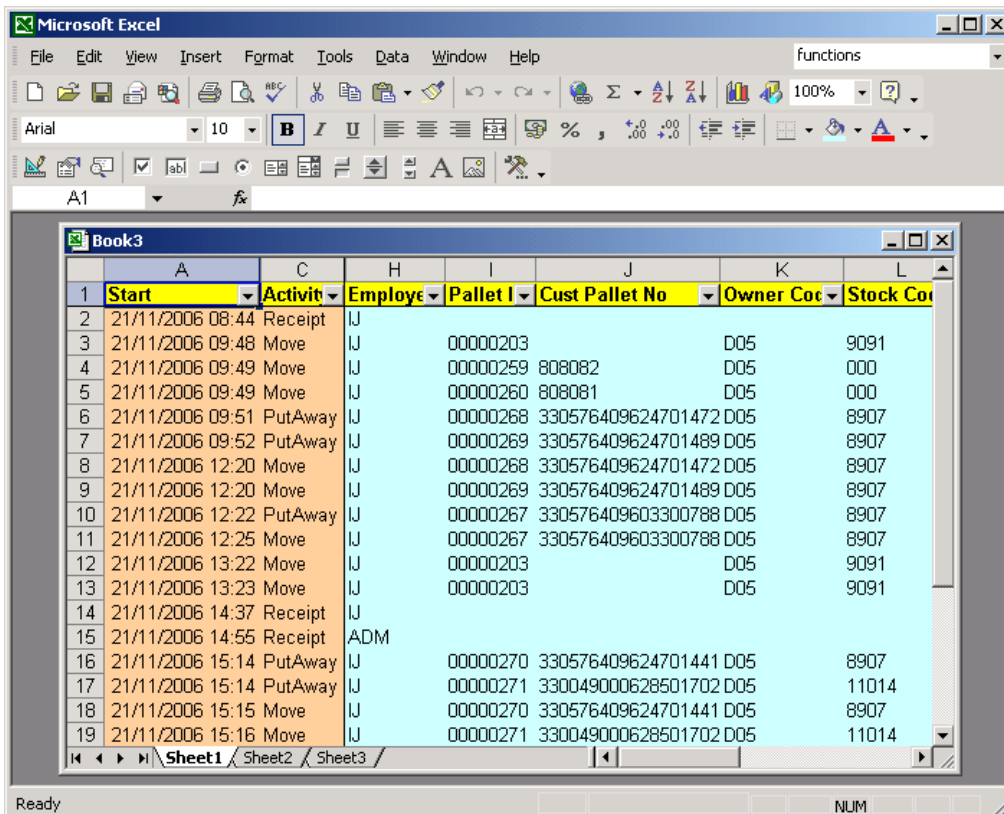 Microsoft Excel
File Edit View Insert Format Tools Data Window Help functions
ABC Σ A Z Z A 100% ?
Arial 10 B I U % , .00 .00 A
ab A
A1 fx
Book3
A C H I J K L
1 Start Activity Employe Pallet I Cust Pallet No Owner Coc Stock Coc
2 21/11/2006 08:44 Receipt IJ
3 21/11/2006 09:48 Move IJ 00000203 D05 9091
4 21/11/2006 09:49 Move IJ 00000259 808082 D05 000
5 21/11/2006 09:49 Move IJ 00000260 808081 D05 000
6 21/11/2006 09:51 PutAway IJ 00000268 330576409624701472 D05 8907
7 21/11/2006 09:52 PutAway IJ 00000269 330576409624701489 D05 8907
8 21/11/2006 12:20 Move IJ 00000268 330576409624701472 D05 8907
9 21/11/2006 12:20 Move IJ 00000269 330576409624701489 D05 8907
10 21/11/2006 12:22 PutAway IJ 00000267 330576409603300788 D05 8907
11 21/11/2006 12:25 Move IJ 00000267 330576409603300788 D05 8907
12 21/11/2006 13:22 Move IJ 00000203 D05 9091
13 21/11/2006 13:23 Move IJ 00000203 D05 9091
14 21/11/2006 14:37 Receipt IJ
15 21/11/2006 14:55 Receipt ADM
16 21/11/2006 15:14 PutAway IJ 00000270 330576409624701441 D05 8907
17 21/11/2006 15:14 PutAway IJ 00000271 330049000628501702 D05 11014
18 21/11/2006 15:15 Move IJ 00000270 330576409624701441 D05 8907
19 21/11/2006 15:16 Move IJ 00000271 330049000628501702 D05 11014
Sheet1 Sheet2 Sheet3
Ready NUM